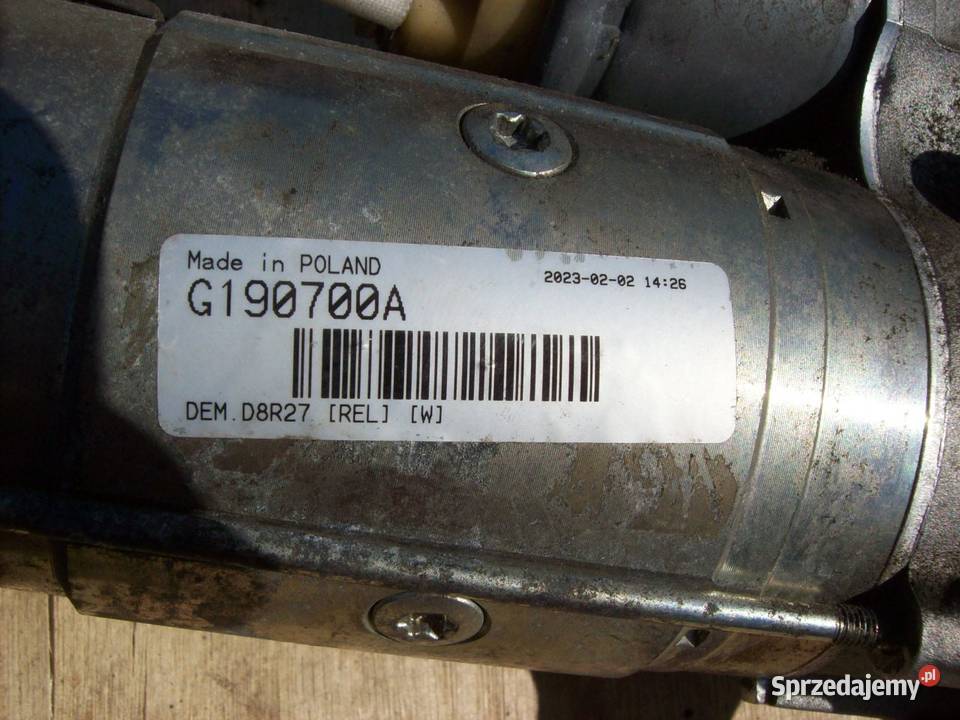 Made in POLAND
2023-02-02 14:26
G190700A
DEM.D8R27 [REL] [W]
Sprzedajemy.pl